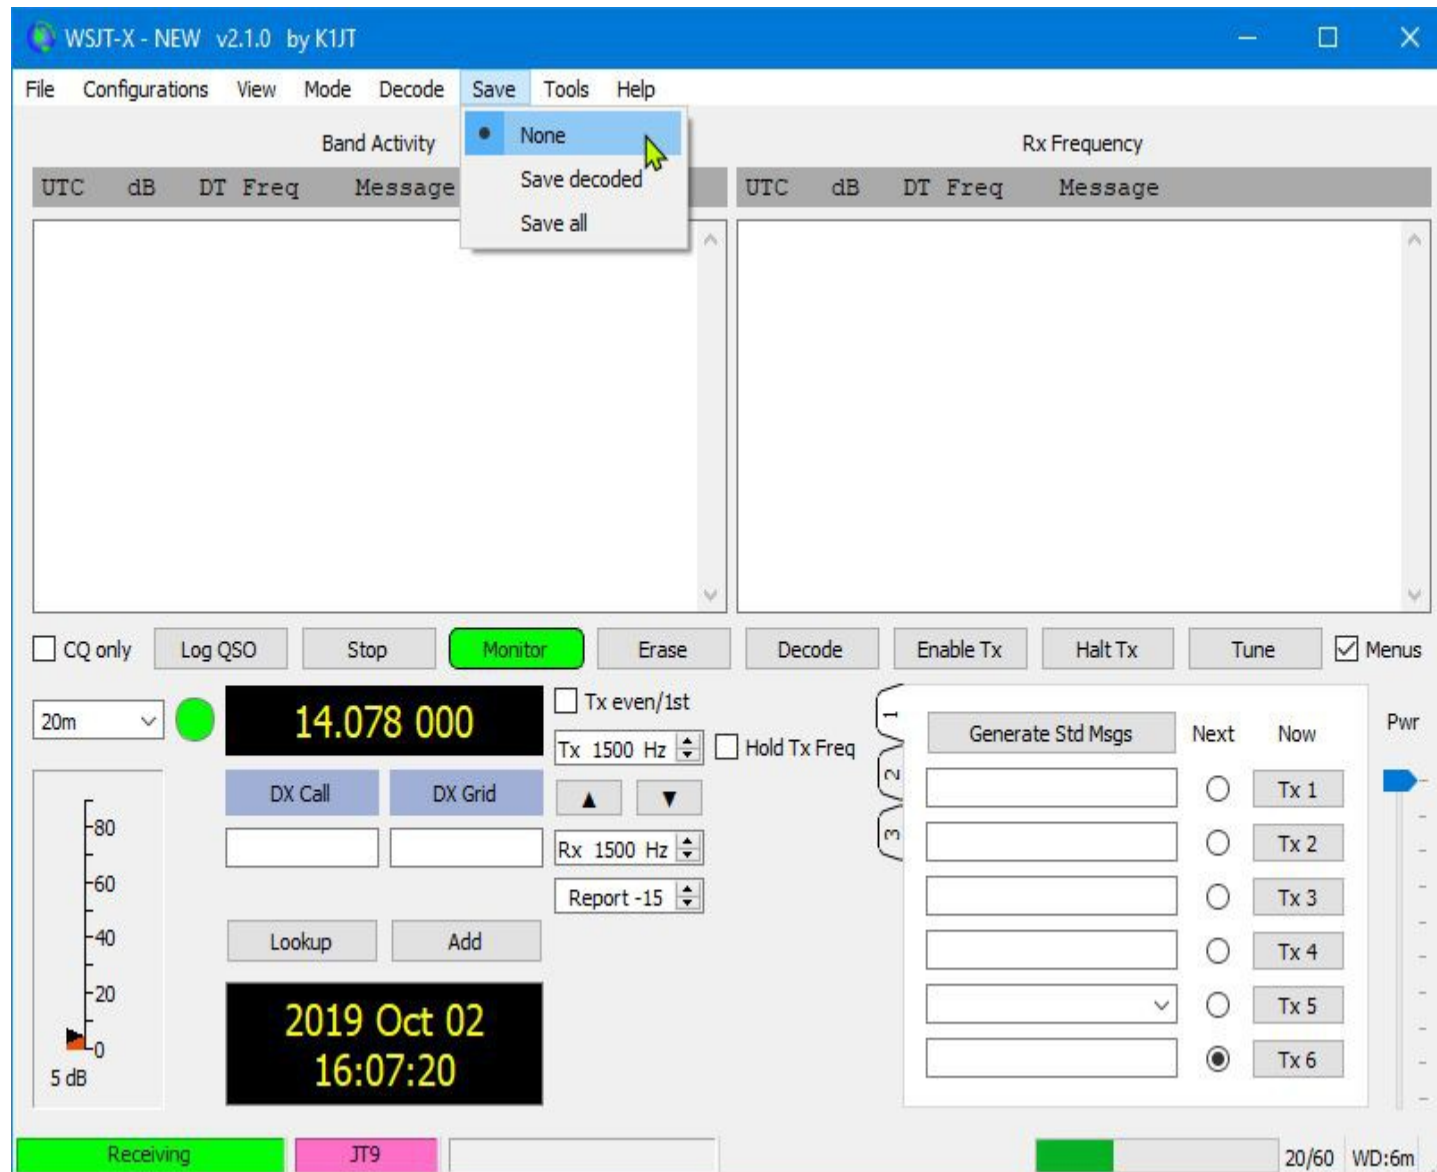 WSJT-X - NEW v2.1.0 by K1JT
File Configurations View Mode Decode Save Tools Help
None
Save decoded
Save all
Band Activity
Rx Frequency
UTC dB DT Freq Message
UTC dB DT Freq Message
CQ only Log QSO Stop Monitor Erase Decode Enable Tx Halt Tx Tune Menus
20m
14.078 000
Tx even/1st
Tx 1500 Hz
Hold Tx Freq
DX Call DX Grid
Rx 1500 Hz
Report -15
Lookup Add
2019 Oct 02
16:07:20
-80
-60
-40
-20
-0
5 dB
1
2
3
Generate Std Msgs Next Now
Tx 1
Tx 2
Tx 3
Tx 4
Tx 5
Tx 6
Pwr
Receiving JT9 20/60 WD:6m